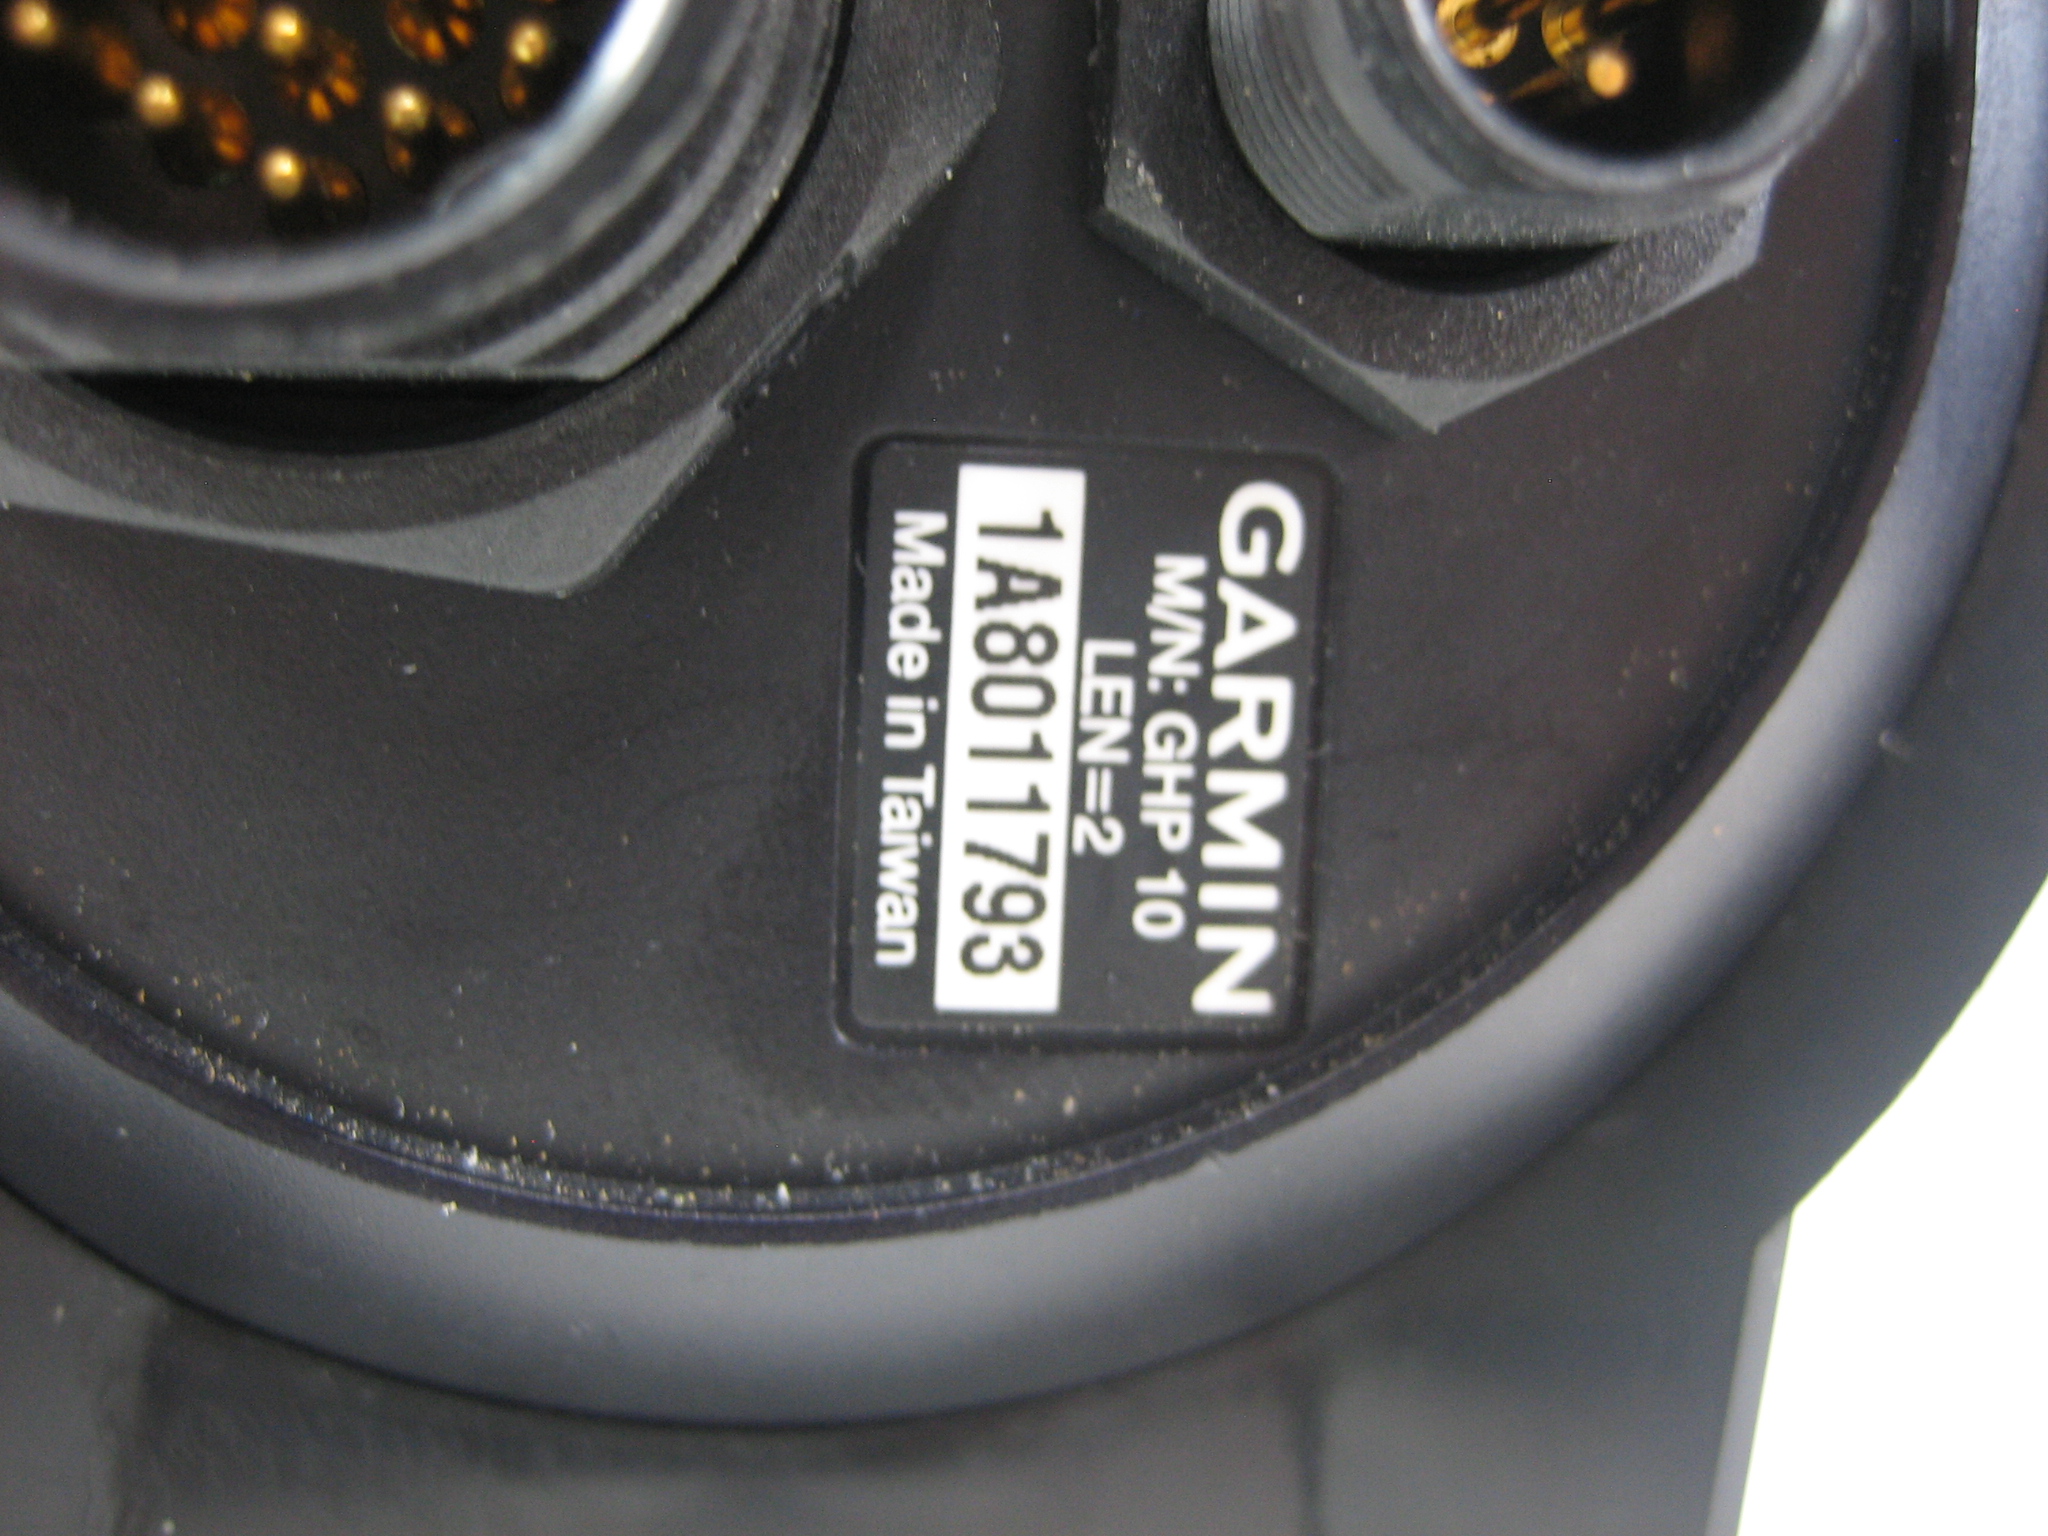 GARMIN
M/N: GHP 10
LEN=2
1A8011793
Made in Taiwan